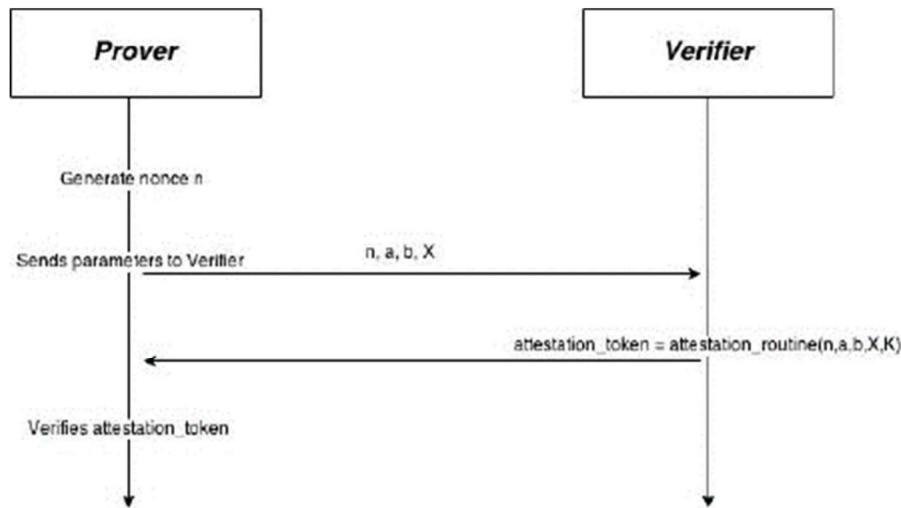 Prover
Verifier
Generate nonce n
Sends parameters to Verifier
n, a, b, X
attestation_token = attestation_routine(n,a,b,X,K)
Verifies attestation_token